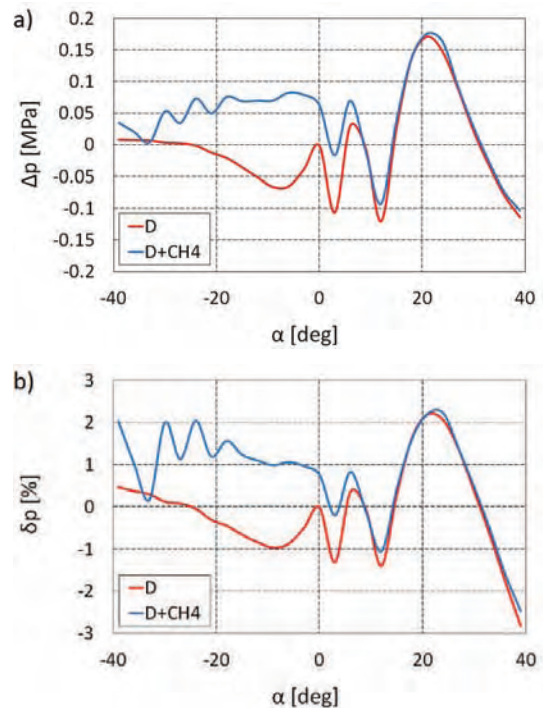 a)
0.2
0.15
0.1
0.05
0
-0.05
-0.1
-0.15
-0.2
Δp [MPa]
D
D+CH4
-40 -20 0 20 40
α [deg]
b)
3
2
1
0
-1
-2
-3
δp [%]
D
D+CH4
-40 -20 0 20 40
α [deg]